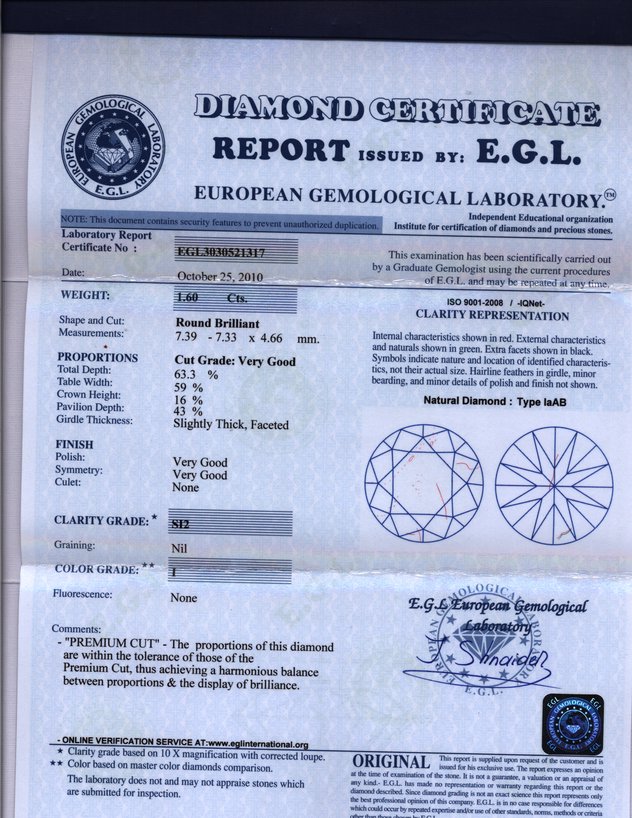 DIAMOND CERTIFICATE
REPORT ISSUED BY: E.G.L.
EUROPEAN GEMOLOGICAL LABORATORY.™
EUROPEAN GEMOLOGICAL LABORATORY
E.G.L.
NOTE: This document contains security features to prevent unauthorized duplication.
Independent Educational organization
Institute for certification of diamonds and precious stones.
Laboratory Report
Certificate No : EGL3030521317
Date: October 25, 2010
WEIGHT: 1.60 Cts.
Shape and Cut: Round Brilliant
Measurements: 7.39 - 7.33 x 4.66 mm.
PROPORTIONS Cut Grade: Very Good
Total Depth: 63.3 %
Table Width: 59 %
Crown Height: 16 %
Pavilion Depth: 43 %
Girdle Thickness: Slightly Thick, Faceted
FINISH
Polish: Very Good
Symmetry: Very Good
Culet: None
CLARITY GRADE: * SI2
Graining: Nil
COLOR GRADE: ** I
Fluorescence: None
Comments:
- "PREMIUM CUT" - The proportions of this diamond
are within the tolerance of those of the
Premium Cut, thus achieving a harmonious balance
between proportions & the display of brilliance.
This examination has been scientifically carried out
by a Graduate Gemologist using the current procedures
of E.G.L. and may be repeated at any time.
ISO 9001-2008 / -IQNet-
CLARITY REPRESENTATION
Internal characteristics shown in red. External characteristics
and naturals shown in green. Extra facets shown in black.
Symbols indicate nature and location of identified characteris-
tics, not their actual size. Hairline feathers in girdle, minor
bearding, and minor details of polish and finish not shown.
Natural Diamond : Type IaAB
E.G.L European Gemological
Laboratory
Shnaider
E.G.L.
- ONLINE VERIFICATION SERVICE AT:www.eglinternational.org
* Clarity grade based on 10 X magnification with corrected loupe.
** Color based on master color diamonds comparison.
The laboratory does not and may not appraise stones which
are submitted for inspection.
ORIGINAL This report is supplied upon request of the customer and is
issued for his exclusive use. The report expresses an opinion
at the time of examination of the stone. It is not a guarantee, a valuation or an appraisal of
any kind.- E.G.L. has made no representation or warranty regarding this report or the
diamond described. Since diamond grading is not an exact science this report represents only
the best professional opinion of this company. E.G.L. is in no case responsible for differences
which could occur by repeated expertise and/or use of other standards, norms, methods or criteria